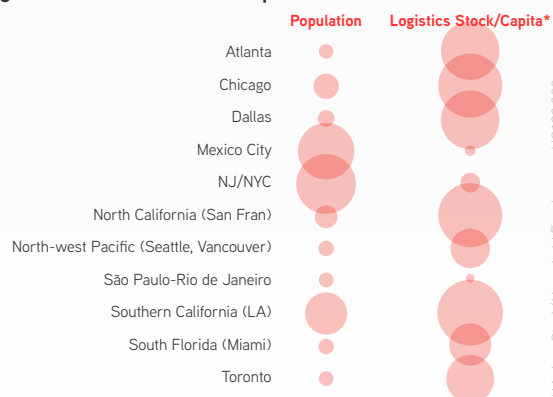 Population Logistics Stock/Capita*
Atlanta
Chicago
Dallas
Mexico City
NJ/NYC
North California (San Fran)
North-west Pacific (Seattle, Vancouver)
São Paulo-Rio de Janeiro
Southern California (LA)
South Florida (Miami)
Toronto